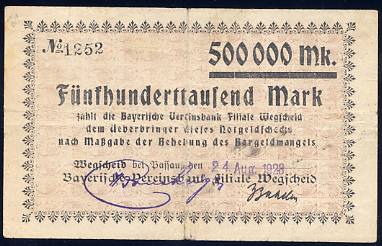 No 1252
500 000 Mk.
Fünfhunderttausend Mark
zahlt die Bayerische Vereinsbank Filiale Wegscheid
dem Ueberbringer dieses Notgeldschecks
nach Maßgabe der Behebung des Bargeldmangels
Wegscheid bei Passau, den 24. Aug. 1923
Bayerische Vereinsbank Filiale Wegscheid